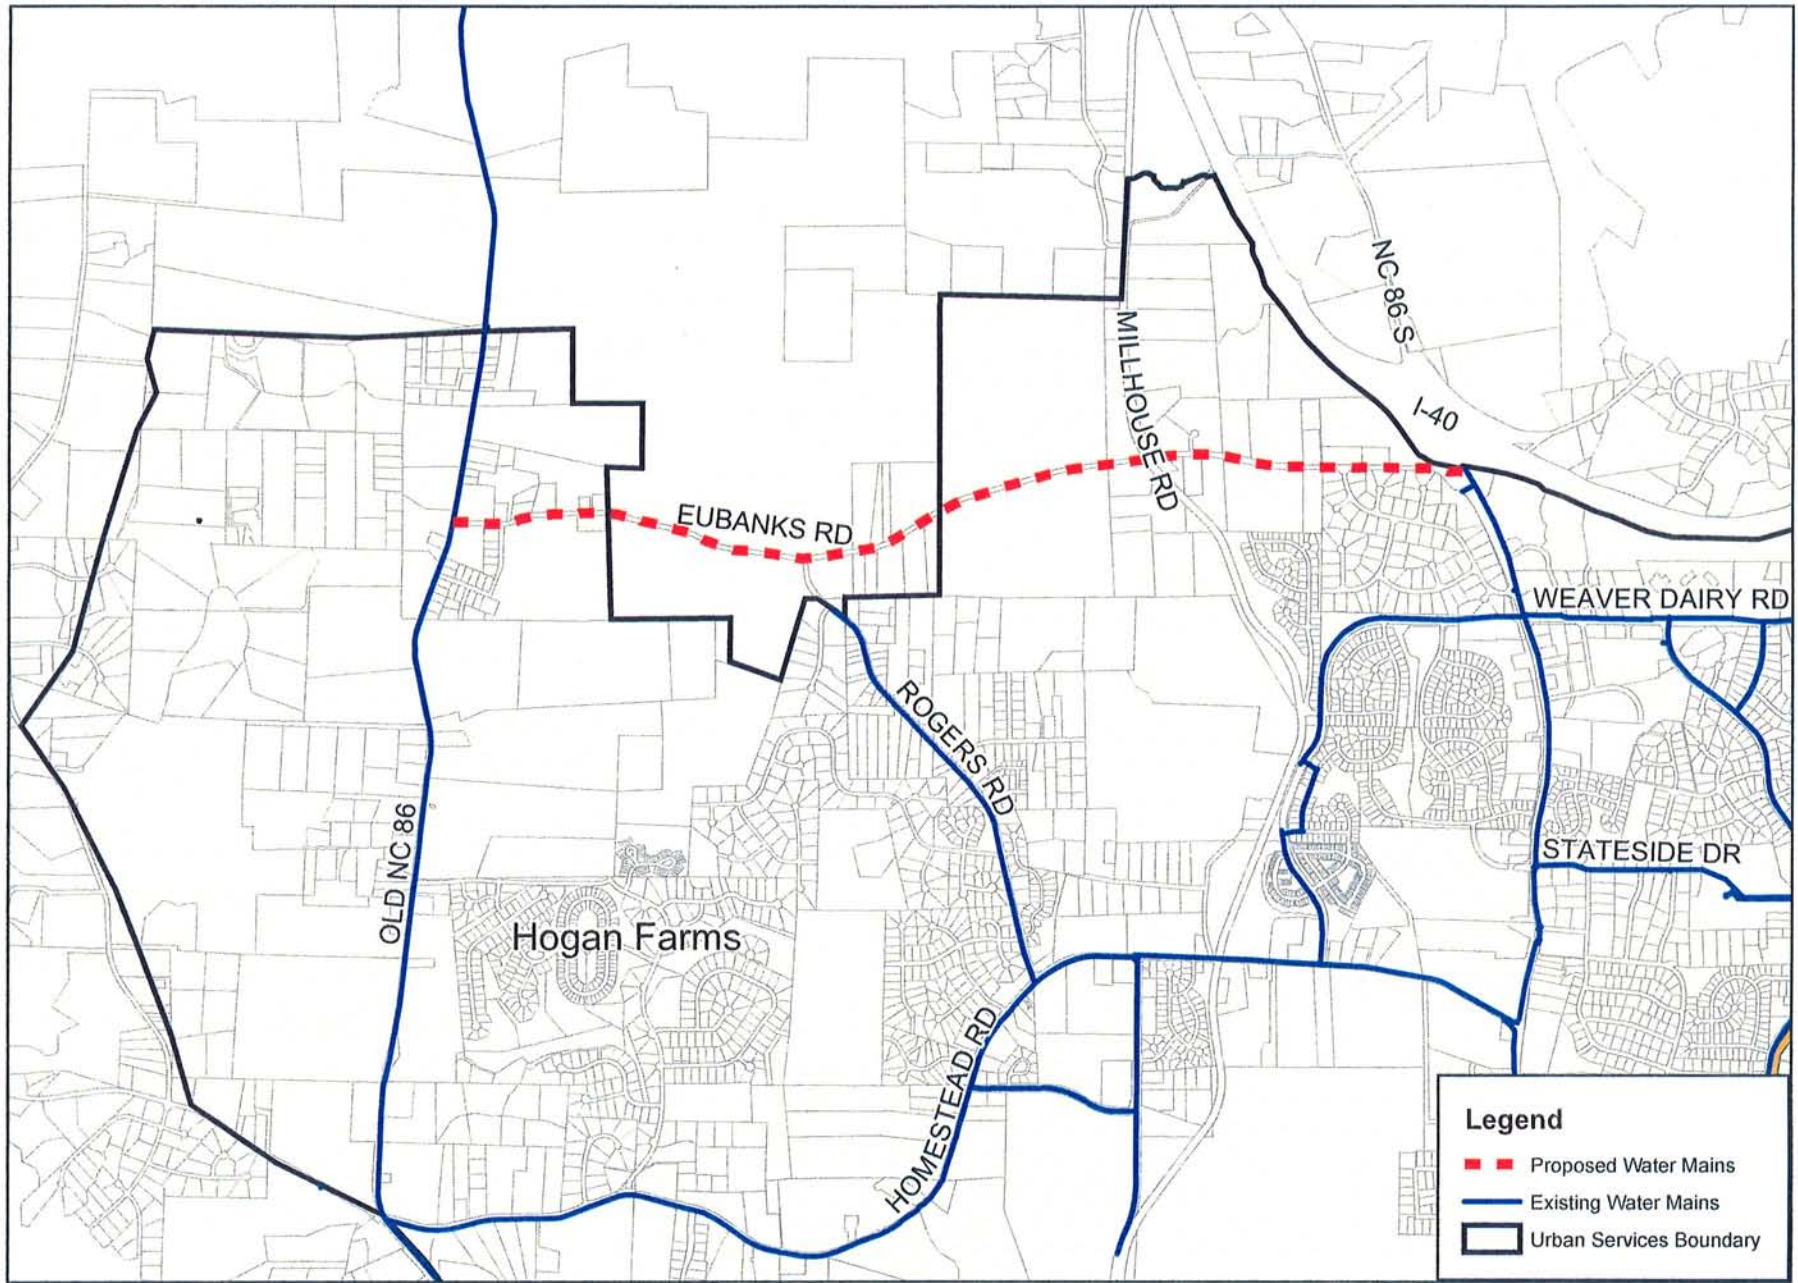 NC-86-S
MILLHOUSE RD
I-40
EUBANKS RD
WEAVER DAIRY RD
ROGERS RD
OLD NC 86
STATESIDE DR
Hogan Farms
HOMESTEAD RD
Legend
Proposed Water Mains
Existing Water Mains
Urban Services Boundary